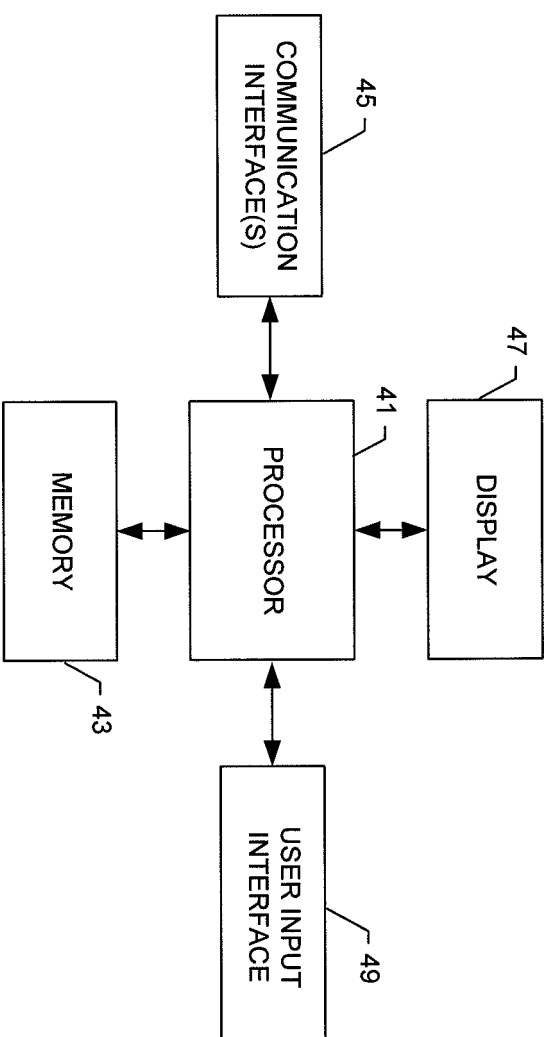 45
COMMUNICATION
INTERFACE(S)
47
DISPLAY
41
PROCESSOR
MEMORY
43
USER INPUT
INTERFACE
49